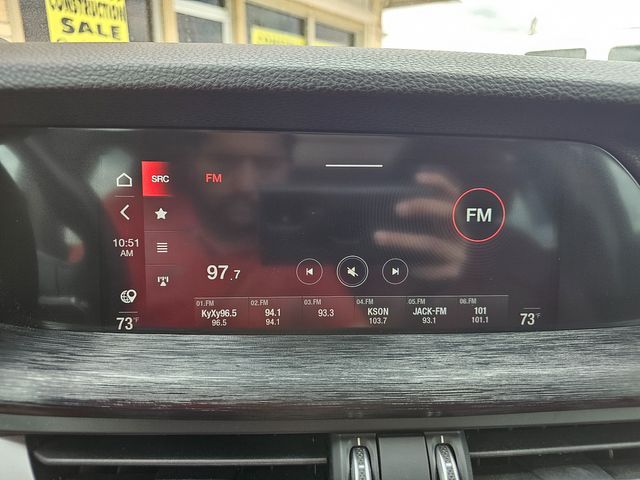 CONSTRUCTION
SALE
SRC
FM
FM
10:51
AM
97.7
01.FM
KyXy96.5
96.5
02.FM
94.1
94.1
03.FM
93.3
04.FM
KSON
103.7
05.FM
JACK-FM
93.1
06.FM
101
101.1
73°F
73°F